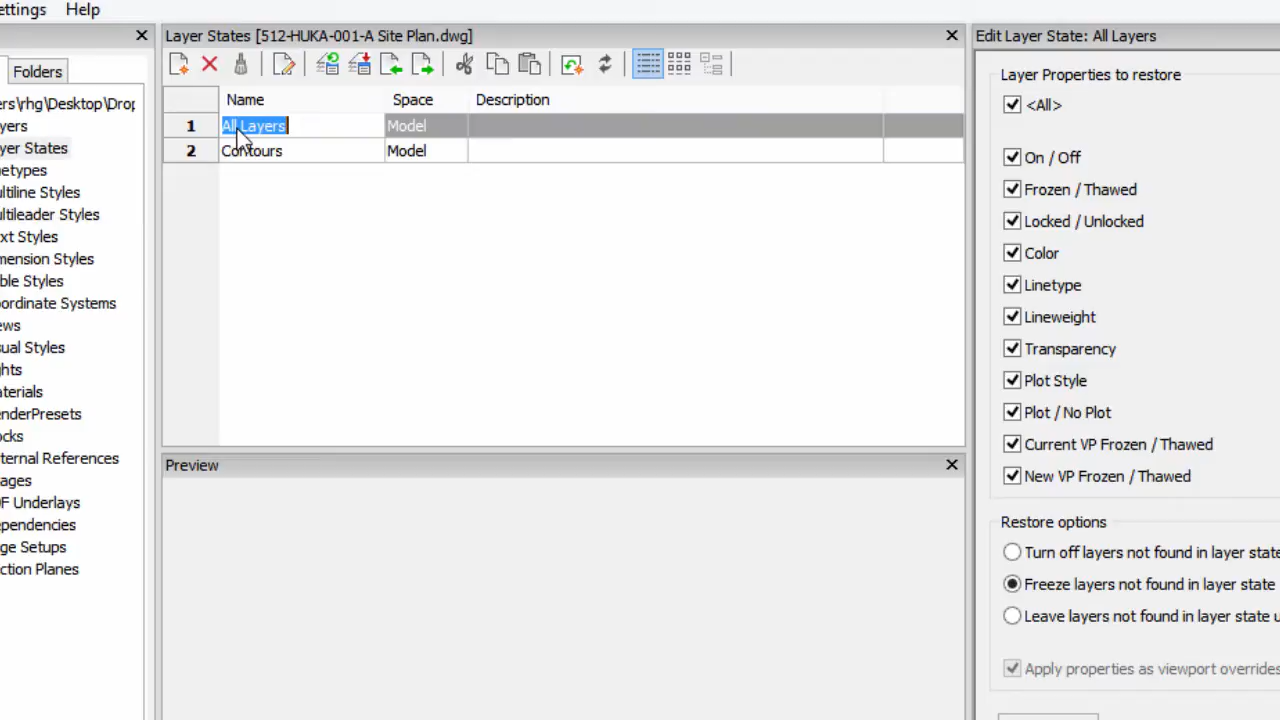 ettings Help
Layer States [512-HUKA-001-A Site Plan.dwg]
Edit Layer State: All Layers
Folders
ers\rhg\Desktop\Drop
yers
yer States
netypes
ultiline Styles
ultileader Styles
xt Styles
mension Styles
ble Styles
oordinate Systems
ews
sual Styles
ghts
aterials
enderPresets
ocks
ternal References
ages
F Underlays
ependencies
ge Setups
ction Planes
Name Space Description
1 All Layers Model
2 Contours Model
Preview
Layer Properties to restore
<All>
On / Off
Frozen / Thawed
Locked / Unlocked
Color
Linetype
Lineweight
Transparency
Plot Style
Plot / No Plot
Current VP Frozen / Thawed
New VP Frozen / Thawed
Restore options
Turn off layers not found in layer state
Freeze layers not found in layer state
Leave layers not found in layer state u
Apply properties as viewport overrides